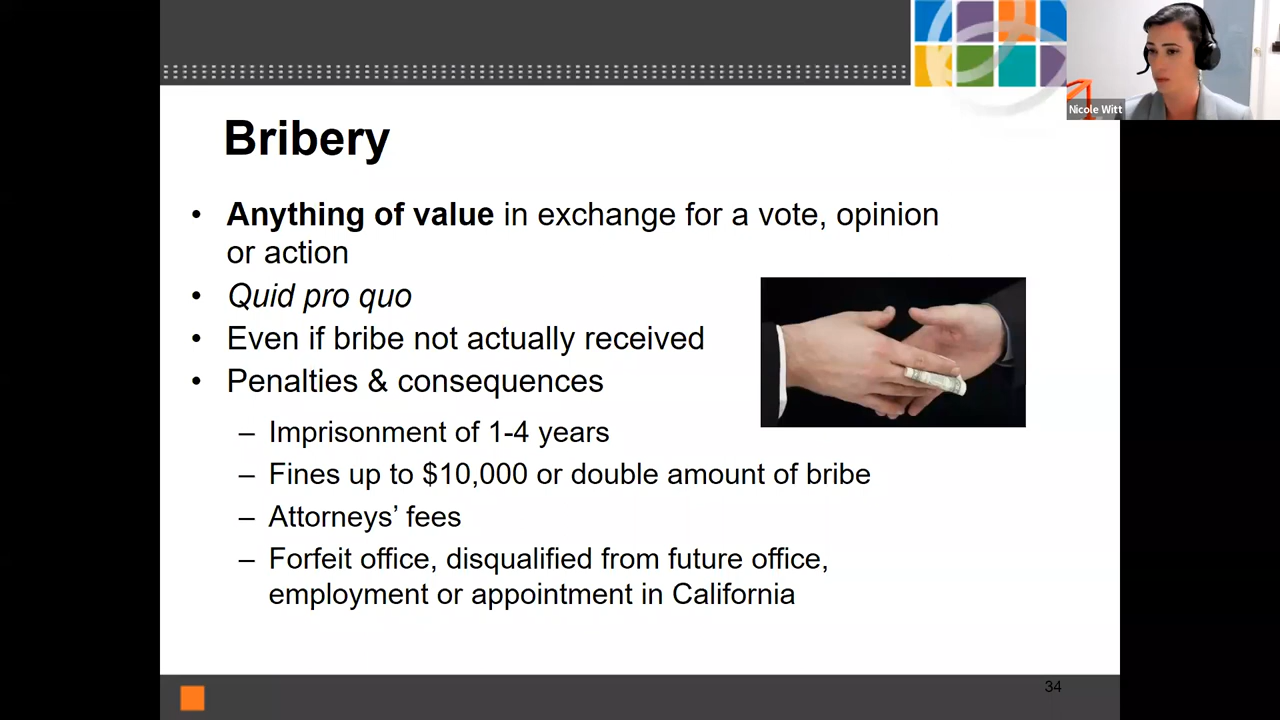 Nicole Witt
Bribery
• Anything of value in exchange for a vote, opinion
or action
• Quid pro quo
• Even if bribe not actually received
• Penalties & consequences
– Imprisonment of 1-4 years
– Fines up to $10,000 or double amount of bribe
– Attorneys’ fees
– Forfeit office, disqualified from future office,
employment or appointment in California
34